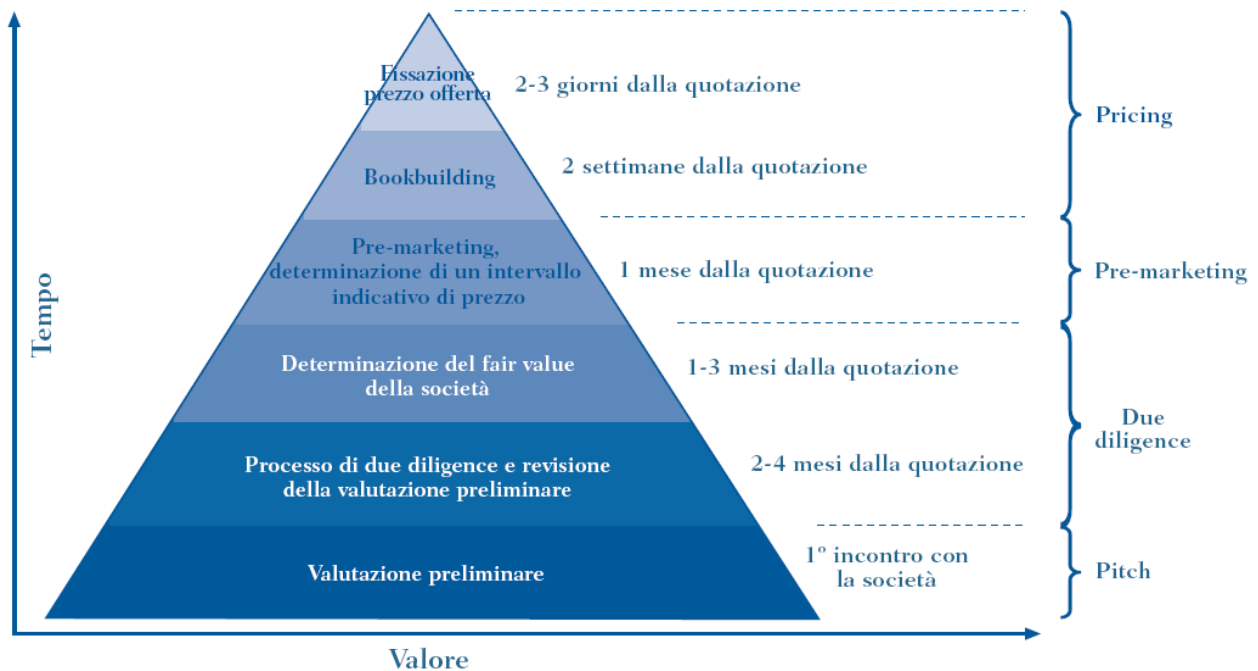 Fissazione
prezzo offerta
2-3 giorni dalla quotazione
Pricing
Bookbuilding
2 settimane dalla quotazione
Pre-marketing,
determinazione di un intervallo
indicativo di prezzo
1 mese dalla quotazione
Pre-marketing
Determinazione del fair value
della società
1-3 mesi dalla quotazione
Due
diligence
Processo di due diligence e revisione
della valutazione preliminare
2-4 mesi dalla quotazione
Valutazione preliminare
1º incontro con
la società
Pitch
Tempo
Valore